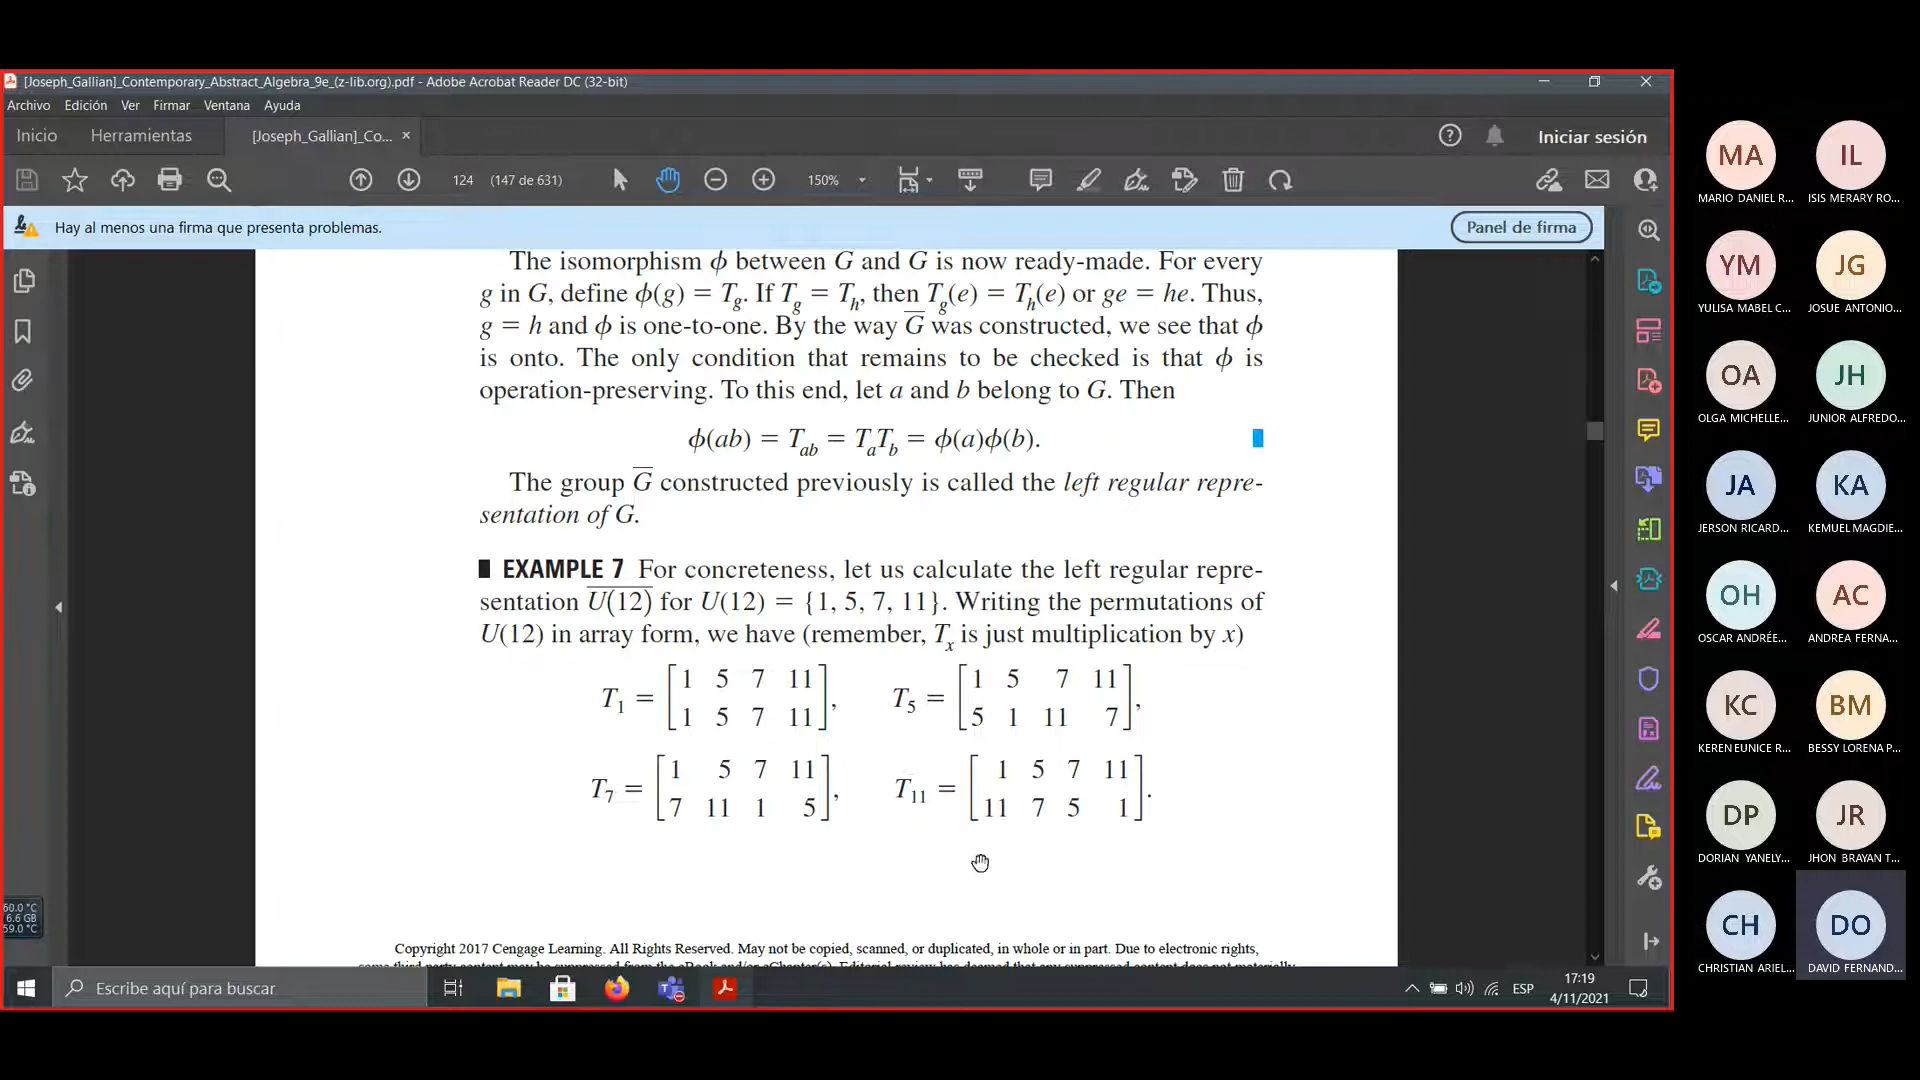 [Joseph_Gallian]_Contemporary_Abstract_Algebra_9e_(z-lib.org).pdf - Adobe Acrobat Reader DC (32-bit)
Archivo Edición Ver Firmar Ventana Ayuda
Inicio Herramientas [Joseph_Gallian]_Co... × Iniciar sesión
124 (147 de 631) 150%
Hay al menos una firma que presenta problemas. Panel de firma
The isomorphism ϕ between G and G is now ready-made. For every
g in G, define ϕ(g) = T_g. If T_g = T_h, then T_g(e) = T_h(e) or ge = he. Thus,
g = h and ϕ is one-to-one. By the way G̅ was constructed, we see that ϕ
is onto. The only condition that remains to be checked is that ϕ is
operation-preserving. To this end, let a and b belong to G. Then
ϕ(ab) = T_ab = T_aT_b = ϕ(a)ϕ(b).
The group G̅ constructed previously is called the left regular repre-
sentation of G.
EXAMPLE 7 For concreteness, let us calculate the left regular repre-
sentation U(12) for U(12) = {1, 5, 7, 11}. Writing the permutations of
U(12) in array form, we have (remember, T_x is just multiplication by x)
T_1 = [1 5 7 11 / 1 5 7 11], T_5 = [1 5 7 11 / 5 1 11 7],
T_7 = [1 5 7 11 / 7 11 1 5], T_11 = [1 5 7 11 / 11 7 5 1].
Copyright 2017 Cengage Learning. All Rights Reserved. May not be copied, scanned, or duplicated, in whole or in part. Due to electronic rights,
60.0 °C
6.6 GB
59.0 °C
Escribe aquí para buscar
ESP
17:19
4/11/2021
MA IL
MARIO DANIEL R... ISIS MERARY RO...
YM JG
YULISA MABEL C... JOSUE ANTONIO...
OA JH
OLGA MICHELLE... JUNIOR ALFREDO...
JA KA
JERSON RICARD... KEMUEL MAGDIE...
OH AC
OSCAR ANDRÉE... ANDREA FERNA...
KC BM
KEREN EUNICE R... BESSY LORENA P...
DP JR
DORIAN YANELY... JHON BRAYAN T...
CH DO
CHRISTIAN ARIEL... DAVID FERNAND...